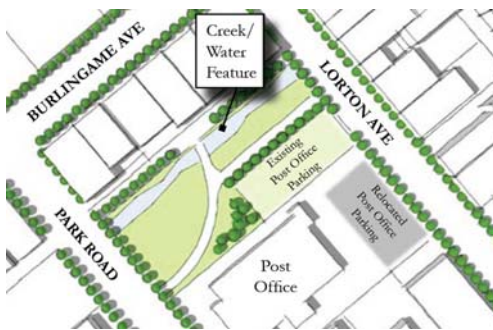 Creek/
Water
Feature
BURLINGAME AVE
LORTON AVE
Existing
Post Office
Parking
Relocated
Post Office
Parking
PARK ROAD
Post
Office